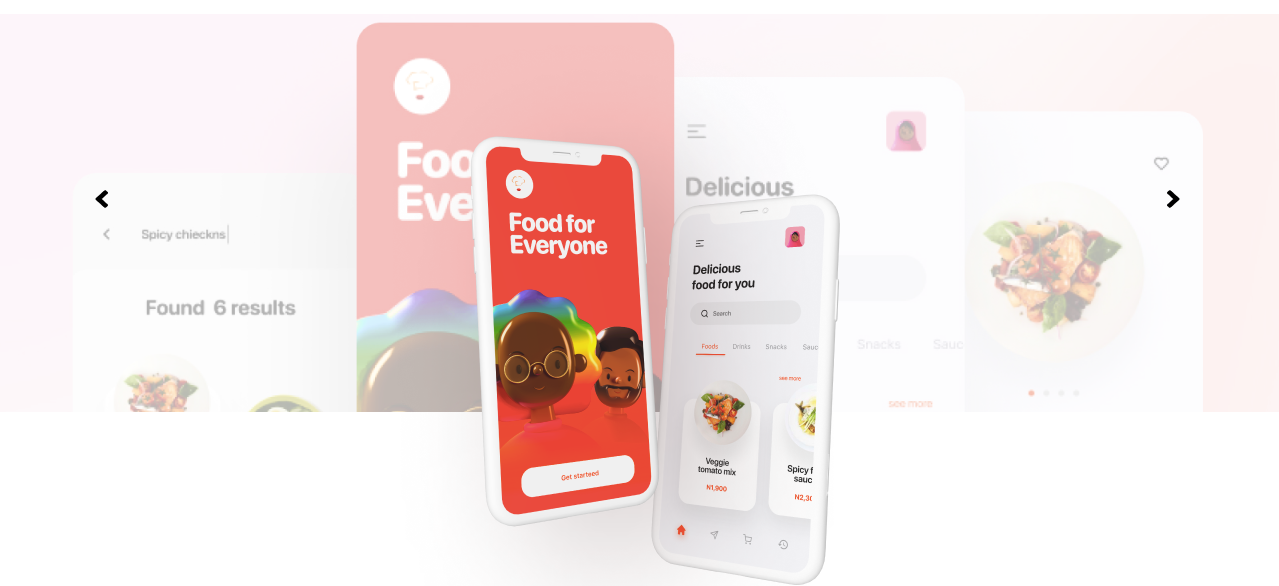 Spicy chieckns
Found 6 results
Foo
Eve
Food for
Everyone
Get starteed
Delicious
Snacks
Sauc
see more
Delicious
food for you
Search
Foods
Drinks
Snacks
Sauc
see more
Veggie
tomato mix
N1,900
Spicy f
sauc
N2,30